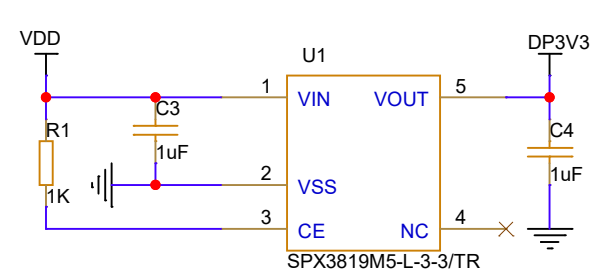 VDD
DP3V3
U1
1
VIN
VOUT
5
R1
C3
C4
1uF
1uF
1K
2
VSS
3
CE
NC
4
SPX3819M5-L-3-3/TR